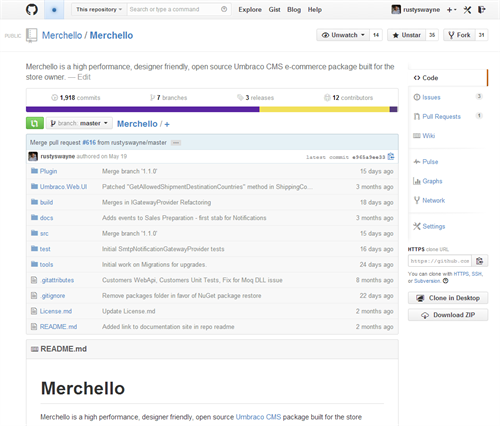 This repository Search or type a command Explore Gist Blog Help rustyswayne
PUBLIC Merchello / Merchello Unwatch 14 Unstar 35 Fork 31
Merchello is a high performance, designer friendly, open source Umbraco CMS e-commerce package built for the
store owner. — Edit
1,918 commits 7 branches 3 releases 12 contributors
branch: master Merchello / +
Merge pull request #616 from rustyswayne/master
rustyswayne authored on May 19 latest commit
Plugin Merge branch '1.1.0' 15 days ago
Umbraco Web UI Patched "GetAllowedShipmentDestinationCountries" method in ShippingCo... 3 months ago
build Merges in IGatewayProvider Refactoring 18 days ago
docs Adds events to Sales Preparation - first stab for Notifications 3 months ago
src Merge branch '1.1.0' 15 days ago
test Initial SmtpNotificationGatewayProvider tests 16 days ago
tools Initial work on Migrations for upgrades. 24 days ago
.gitattributes Customers WebApi, Customers Unit Tests, Fix for Moq DLL issue 8 months ago
.gitignore Remove packages folder in favor of NuGet package restore 22 days ago
License.md Update License.md 2 months ago
README.md Added link to documentation site in repo readme 2 months ago
README.md
Merchello
Merchello is a high performance, designer friendly, open source Umbraco CMS package built for the store
Code
Issues 3
Pull Requests 1
Wiki
Pulse
Graphs
Network
Settings
HTTPS clone URL
https://github.com
You can clone with HTTPS, SSH,
or Subversion.
Clone in Desktop
Download ZIP